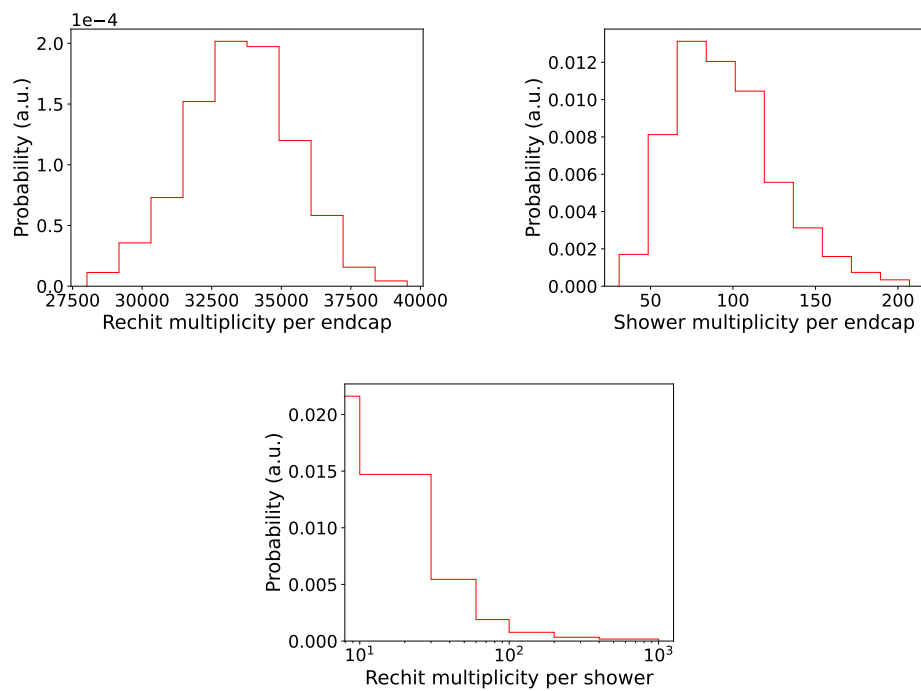 1e−4
2.0
1.5
1.0
0.5
0.0
Probability (a.u.)
27500 30000 32500 35000 37500 40000
Rechit multiplicity per endcap
0.012
0.010
0.008
0.006
0.004
0.002
0.000
Probability (a.u.)
50 100 150 200
Shower multiplicity per endcap
0.020
0.015
0.010
0.005
0.000
Probability (a.u.)
10¹ 10² 10³
Rechit multiplicity per shower